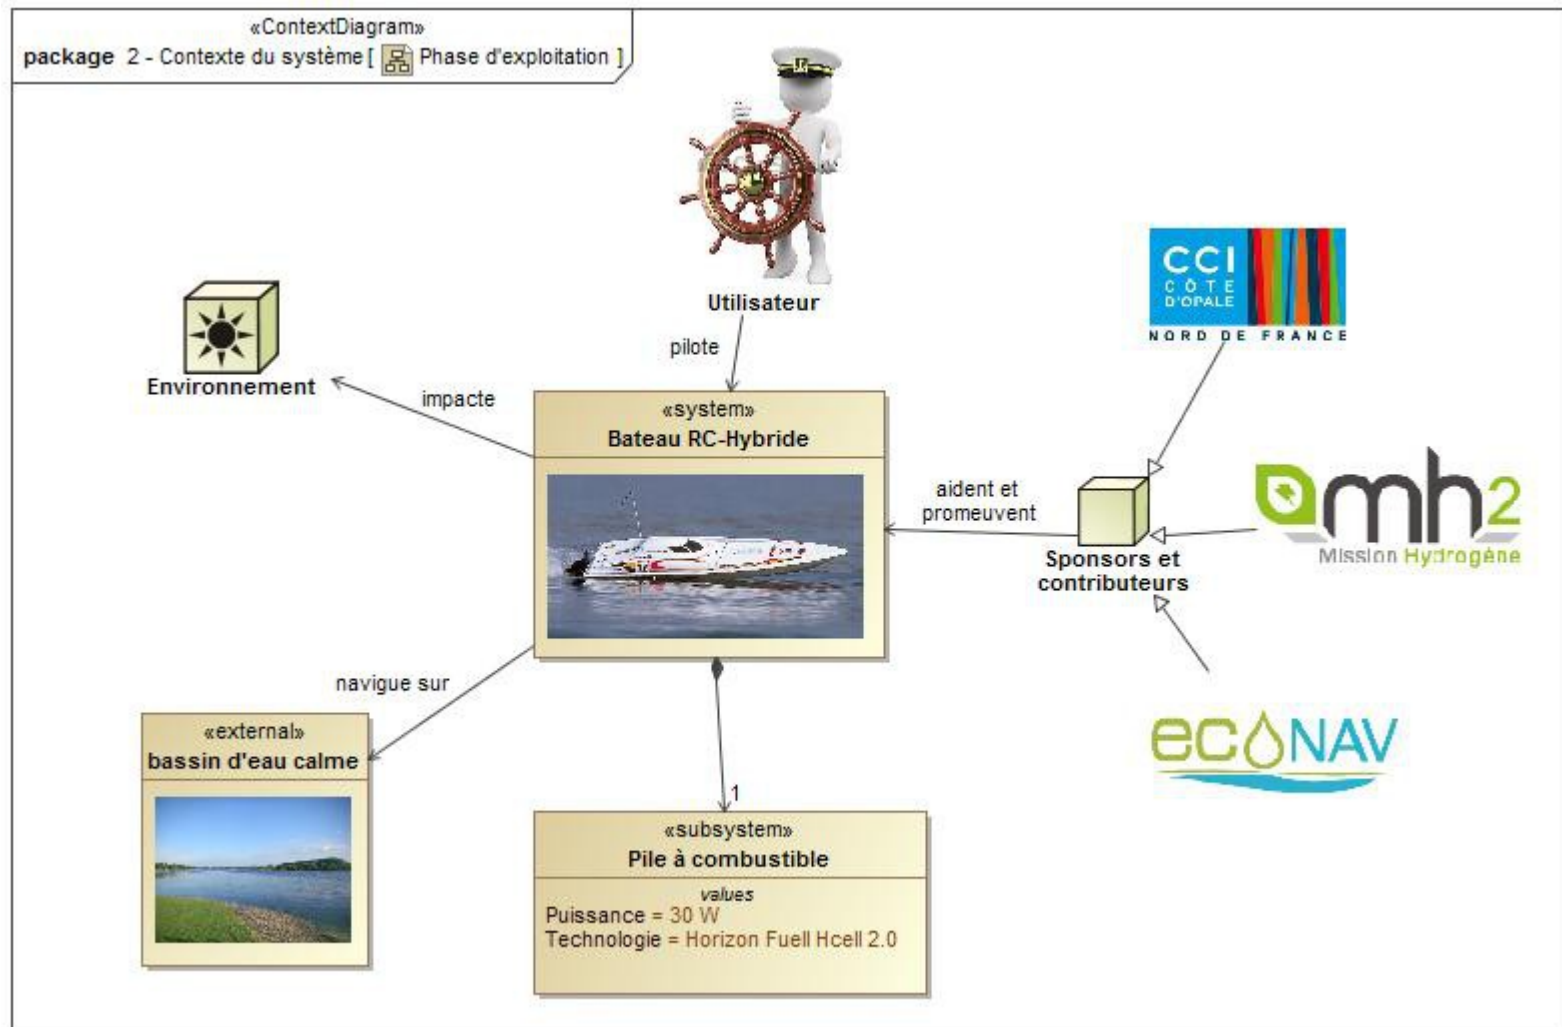 «ContextDiagram»
package 2 - Contexte du système [ Phase d'exploitation ]
Utilisateur
pilote
CCI
CÔTE
D'OPALE
NORD DE FRANCE
Environnement
impacte
«system»
Bateau RC-Hybride
aident et
promeuvent
Sponsors et
contributeurs
mh2
Mission Hydrogène
navigue sur
«external»
bassin d'eau calme
ecoNAV
1
«subsystem»
Pile à combustible
values
Puissance = 30 W
Technologie = Horizon Fuell Hcell 2.0